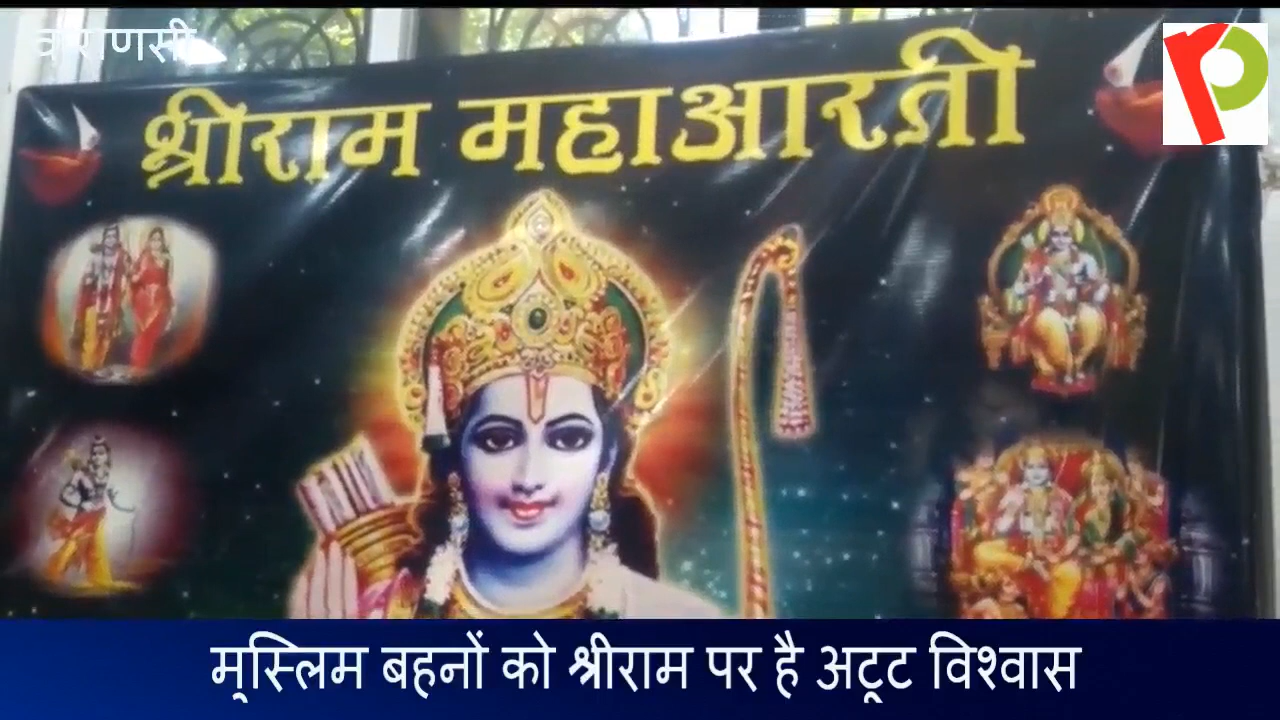 वाराणसी
श्रीराम महाआरती
मुस्लिम बहनों को श्रीराम पर है अटूट विश्वास